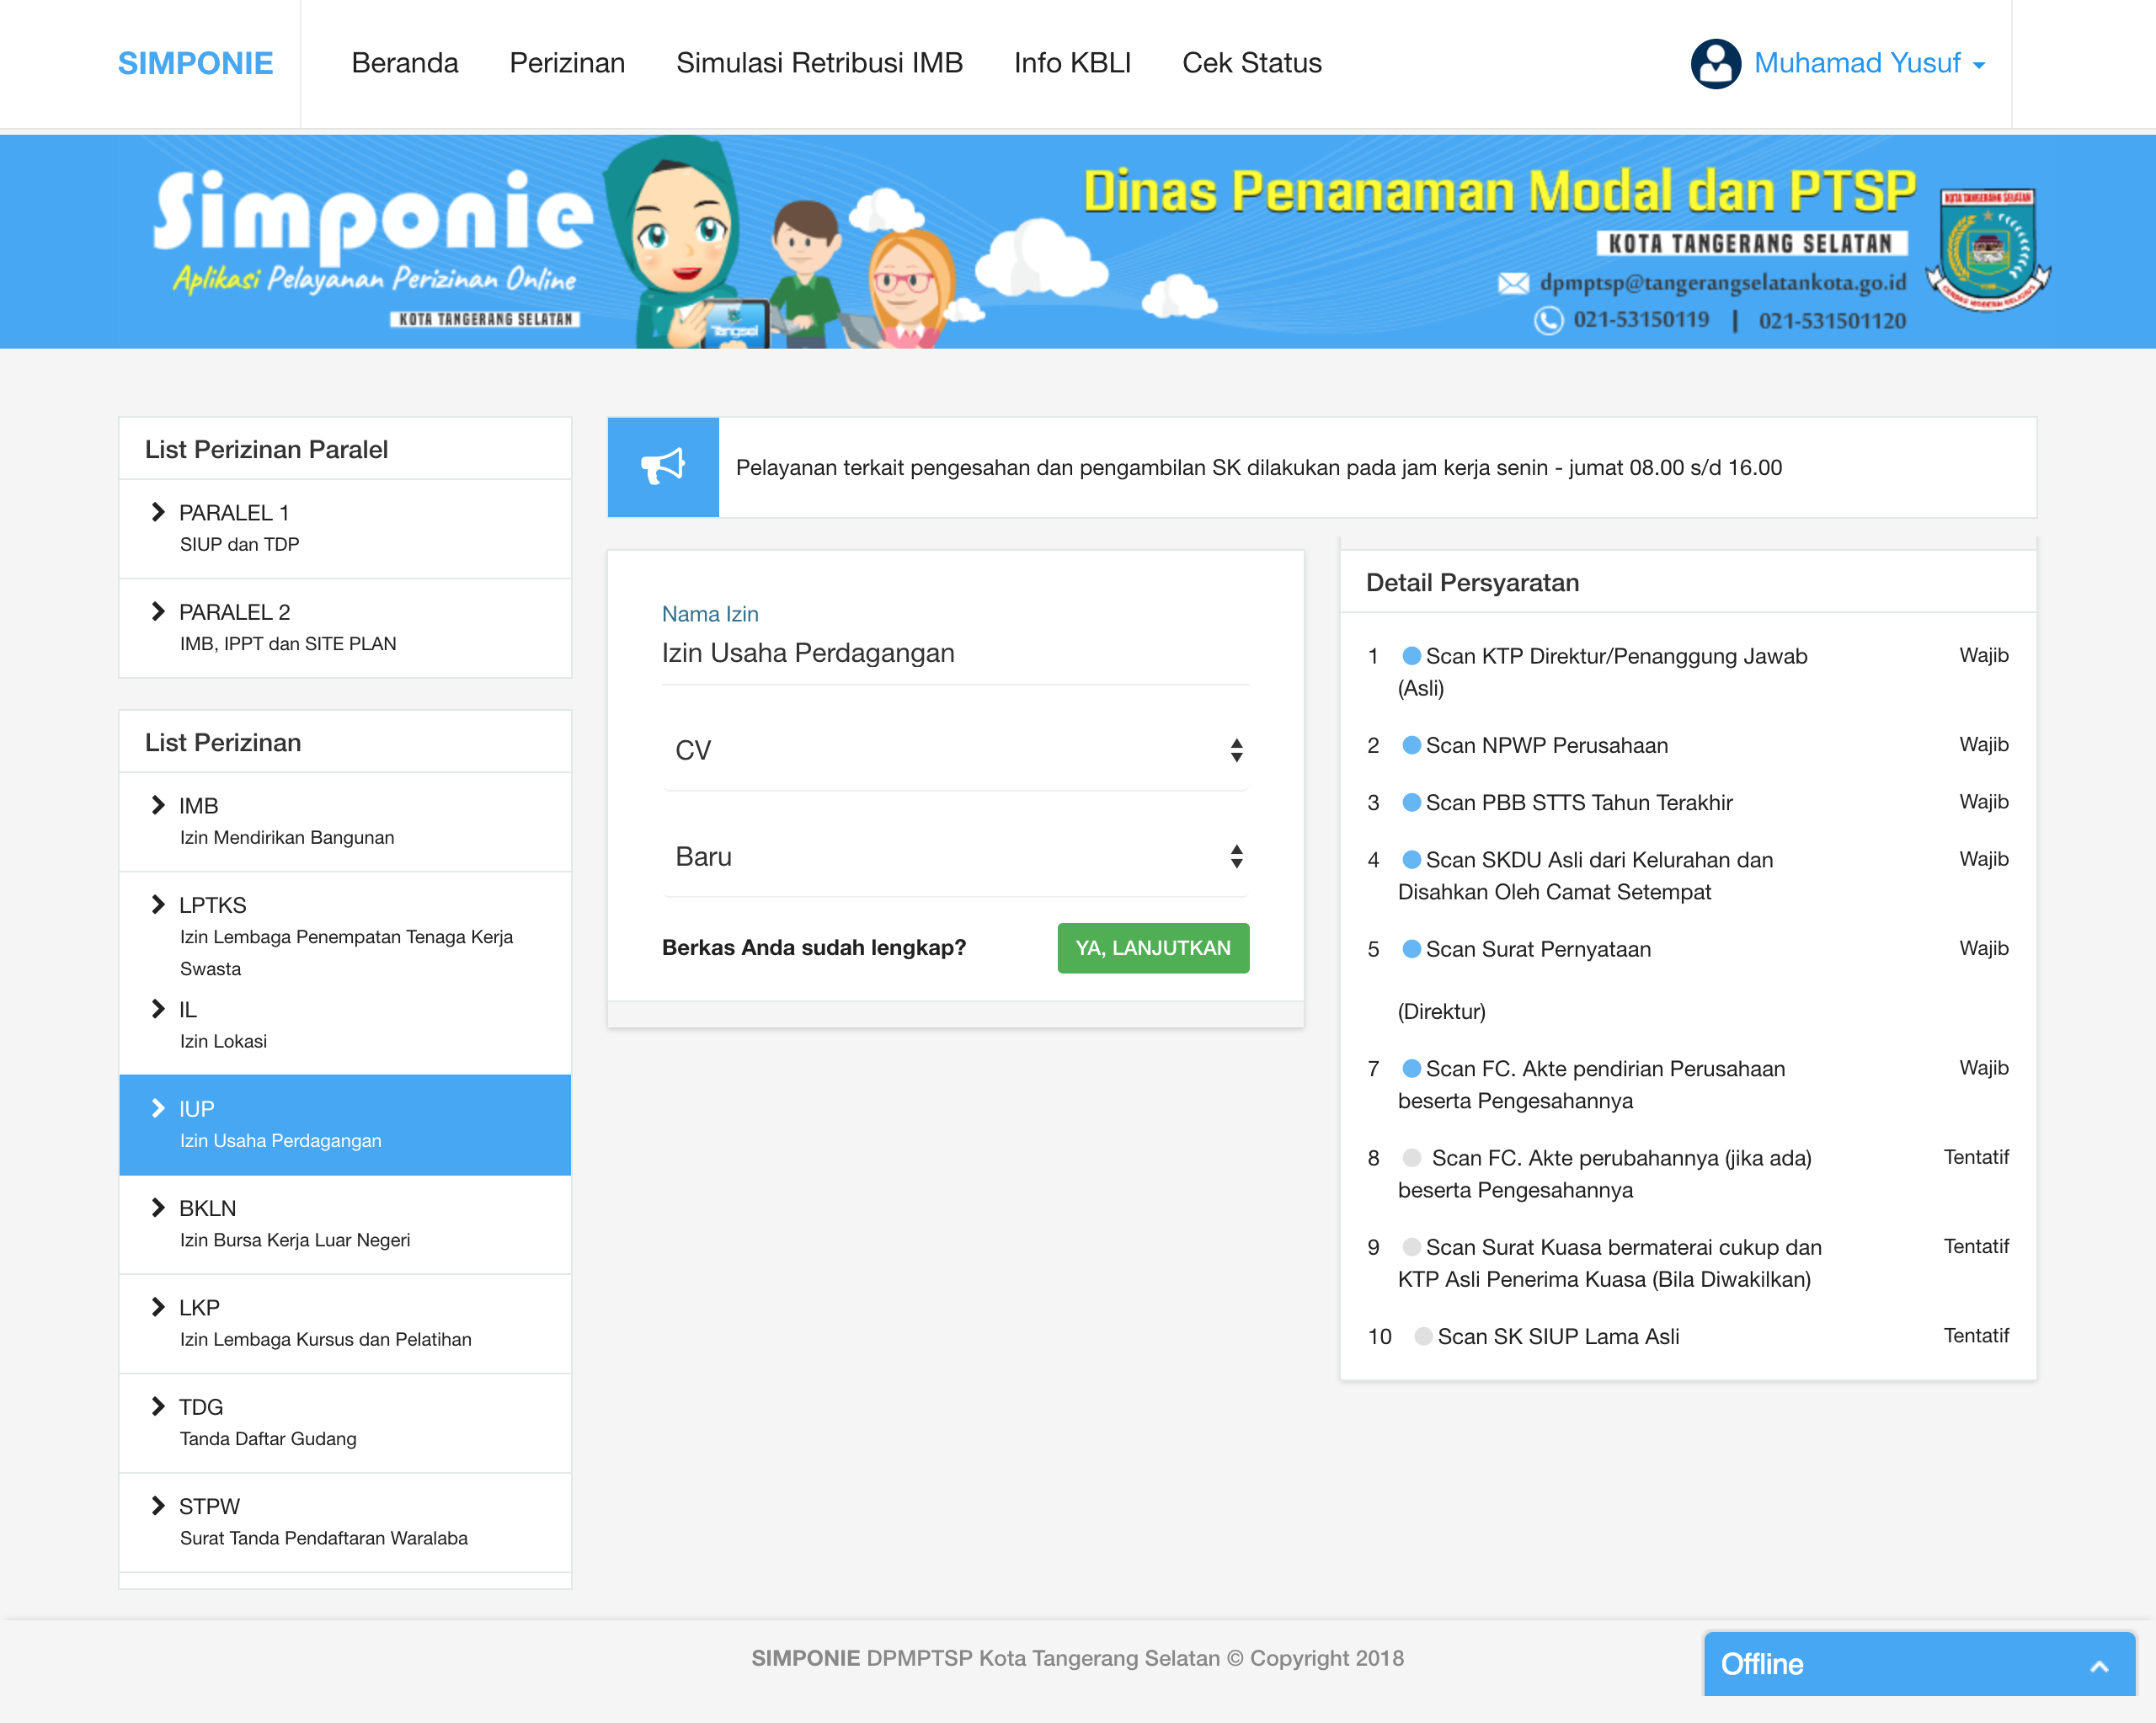 SIMPONIE
Beranda
Perizinan
Simulasi Retribusi IMB
Info KBLI
Cek Status
Muhamad Yusuf
Simponie
Aplikasi Pelayanan Perizinan Online
KOTA TANGERANG SELATAN
Tangsel
Dinas Penanaman Modal dan PTSP
KOTA TANGERANG SELATAN
dpmptsp@tangerangselatankota.go.id
021-53150119 | 021-531501120
KOTA TANGERANG SELATAN
CERDAS MODERN RELIGIUS
List Perizinan Paralel
PARALEL 1
SIUP dan TDP
PARALEL 2
IMB, IPPT dan SITE PLAN
List Perizinan
IMB
Izin Mendirikan Bangunan
LPTKS
Izin Lembaga Penempatan Tenaga Kerja
Swasta
IL
Izin Lokasi
IUP
Izin Usaha Perdagangan
BKLN
Izin Bursa Kerja Luar Negeri
LKP
Izin Lembaga Kursus dan Pelatihan
TDG
Tanda Daftar Gudang
STPW
Surat Tanda Pendaftaran Waralaba
Pelayanan terkait pengesahan dan pengambilan SK dilakukan pada jam kerja senin - jumat 08.00 s/d 16.00
Nama Izin
Izin Usaha Perdagangan
CV
Baru
Berkas Anda sudah lengkap?
YA, LANJUTKAN
Detail Persyaratan
1 Scan KTP Direktur/Penanggung Jawab Wajib
(Asli)
2 Scan NPWP Perusahaan Wajib
3 Scan PBB STTS Tahun Terakhir Wajib
4 Scan SKDU Asli dari Kelurahan dan Wajib
Disahkan Oleh Camat Setempat
5 Scan Surat Pernyataan Wajib
(Direktur)
7 Scan FC. Akte pendirian Perusahaan Wajib
beserta Pengesahannya
8 Scan FC. Akte perubahannya (jika ada) Tentatif
beserta Pengesahannya
9 Scan Surat Kuasa bermaterai cukup dan Tentatif
KTP Asli Penerima Kuasa (Bila Diwakilkan)
10 Scan SK SIUP Lama Asli Tentatif
SIMPONIE DPMPTSP Kota Tangerang Selatan © Copyright 2018
Offline